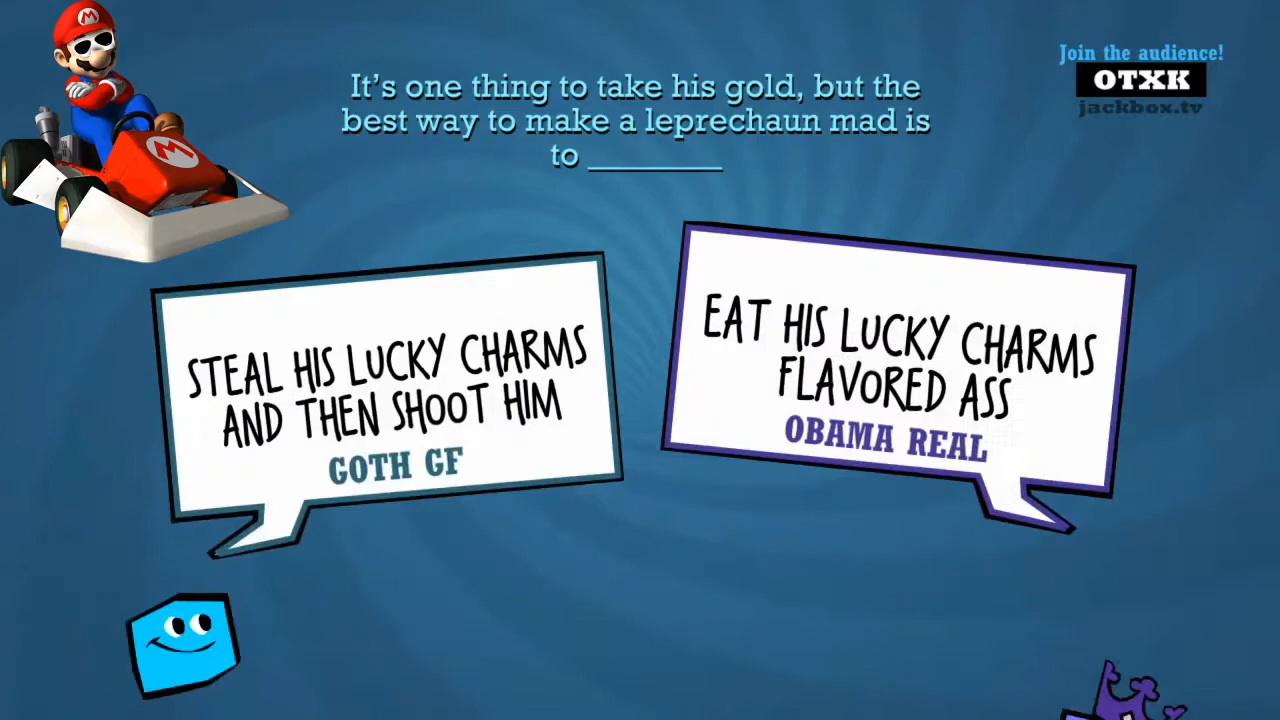 Join the audience!
OTXK
jackbox.tv
It's one thing to take his gold, but the
best way to make a leprechaun mad is
to ________
STEAL HIS LUCKY CHARMS
AND THEN SHOOT HIM
GOTH GF
EAT HIS LUCKY CHARMS
FLAVORED ASS
OBAMA REAL
M
M